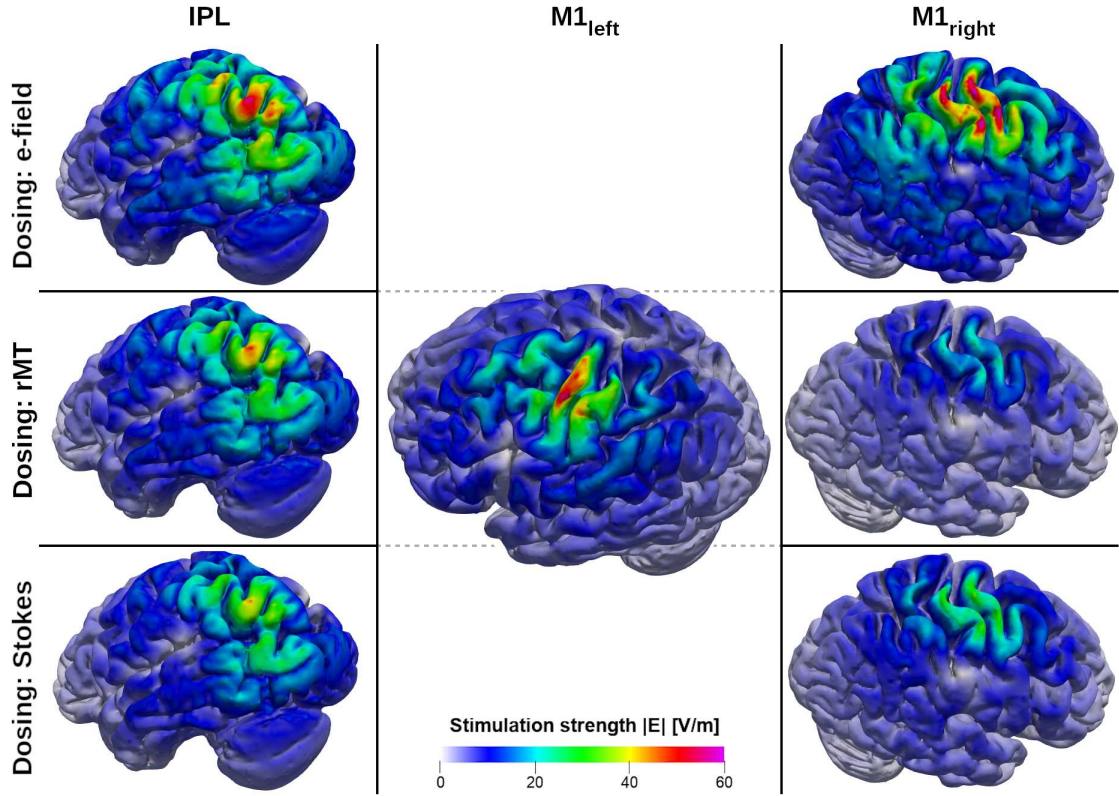 IPL
M1left
M1right
Dosing: e-field
Dosing: rMT
Dosing: Stokes
Stimulation strength |E| [V/m]
0 20 40 60